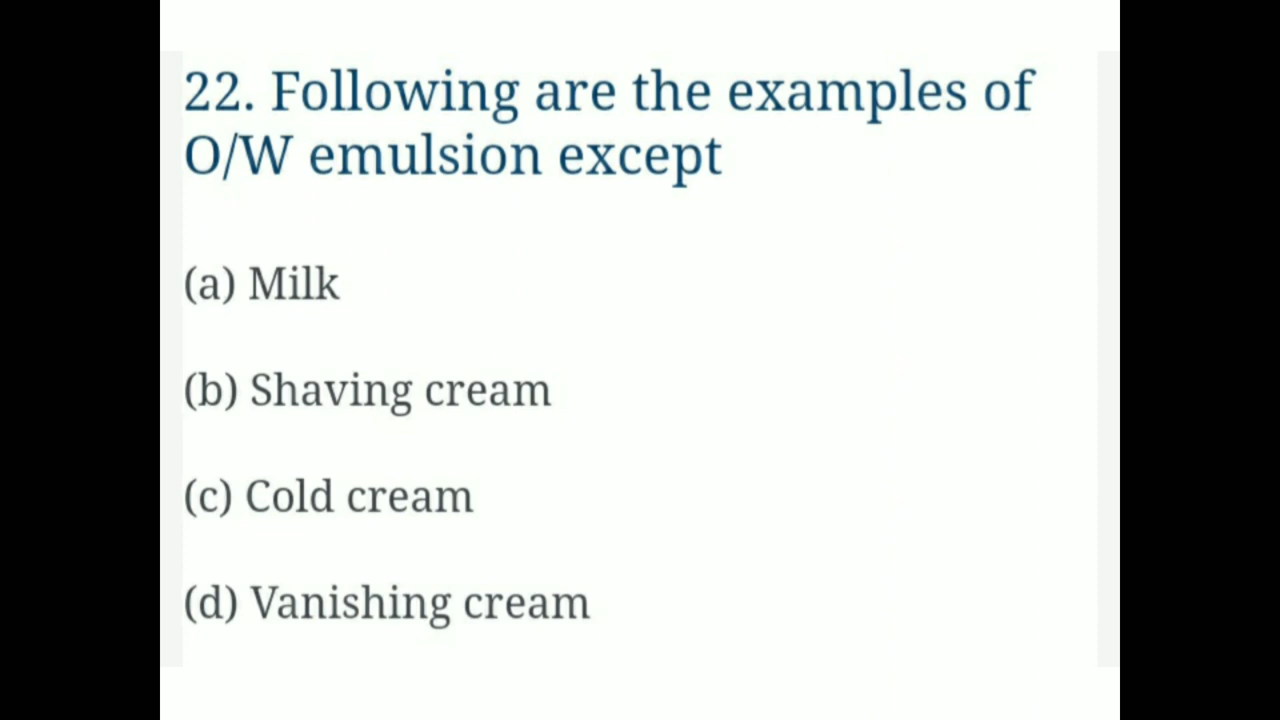 22. Following are the examples of
O/W emulsion except
(a) Milk
(b) Shaving cream
(c) Cold cream
(d) Vanishing cream